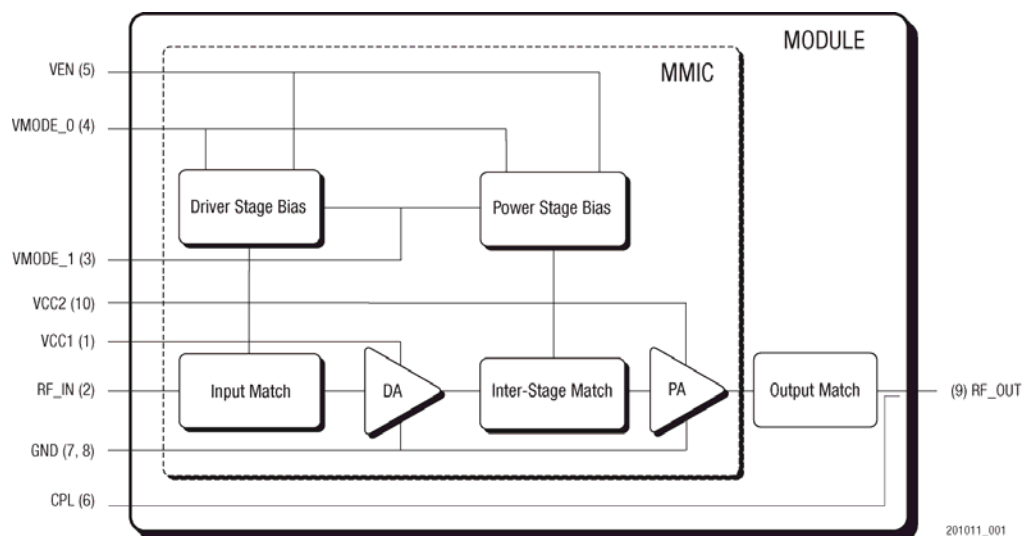 MODULE
MMIC
VEN (5)
VMODE_0 (4)
Driver Stage Bias
Power Stage Bias
VMODE_1 (3)
VCC2 (10)
VCC1 (1)
RF_IN (2)
Input Match
DA
Inter-Stage Match
PA
Output Match
(9) RF_OUT
GND (7, 8)
CPL (6)
201011_001